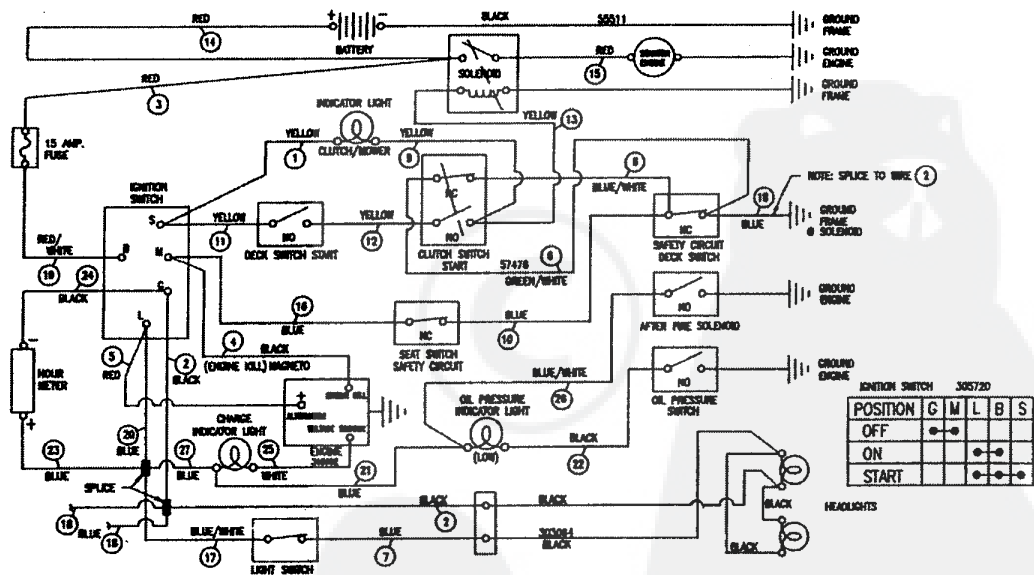 RED
14
+ −
BATTERY
BLACK
55511
GROUND
FRAME
RED
3
SOLENOID
RED
15
ENGINE
GROUND
ENGINE
GROUND
FRAME
INDICATOR LIGHT
YELLOW
1
CLUTCH/MOWER
YELLOW
9
YELLOW
13
15 AMP.
FUSE
IGNITION
SWITCH
S
B
M
G
L
YELLOW
11
NO
DECK SWITCH START
YELLOW
12
NC
NO
CLUTCH SWITCH
START
BLUE/WHITE
8
NC
SAFETY CIRCUIT
DECK SWITCH
18
BLUE
NOTE: SPLICE TO WIRE 2
GROUND
FRAME
@ SOLENOID
57476
GREEN/WHITE
6
RED/
WHITE
19
24
BLACK
16
BLUE
NC
SEAT SWITCH
SAFETY CIRCUIT
BLUE
10
NO
AFTER FIRE SOLENOID
GROUND
ENGINE
−
HOUR
METER
+
5
RED
2
BLACK
4
BLACK
(ENGINE KILL) MAGNETO
+
ENGINE
BLUE/WHITE
26
OIL PRESSURE
INDICATOR LIGHT
(LOW)
BLACK
22
NO
OIL PRESSURE
SWITCH
GROUND
ENGINE
20
BLUE
23
BLUE
27
BLUE
CHARGE
INDICATOR LIGHT
25
WHITE
21
BLUE
SPLICE
18
BLUE
16
BLACK
2
BLACK
BLUE/WHITE
17
LIGHT SWITCH
BLUE
7
303084
BLACK
BLACK
BLACK
HEADLIGHTS
IGNITION SWITCH 305720
POSITION G M L B S
OFF
ON
START